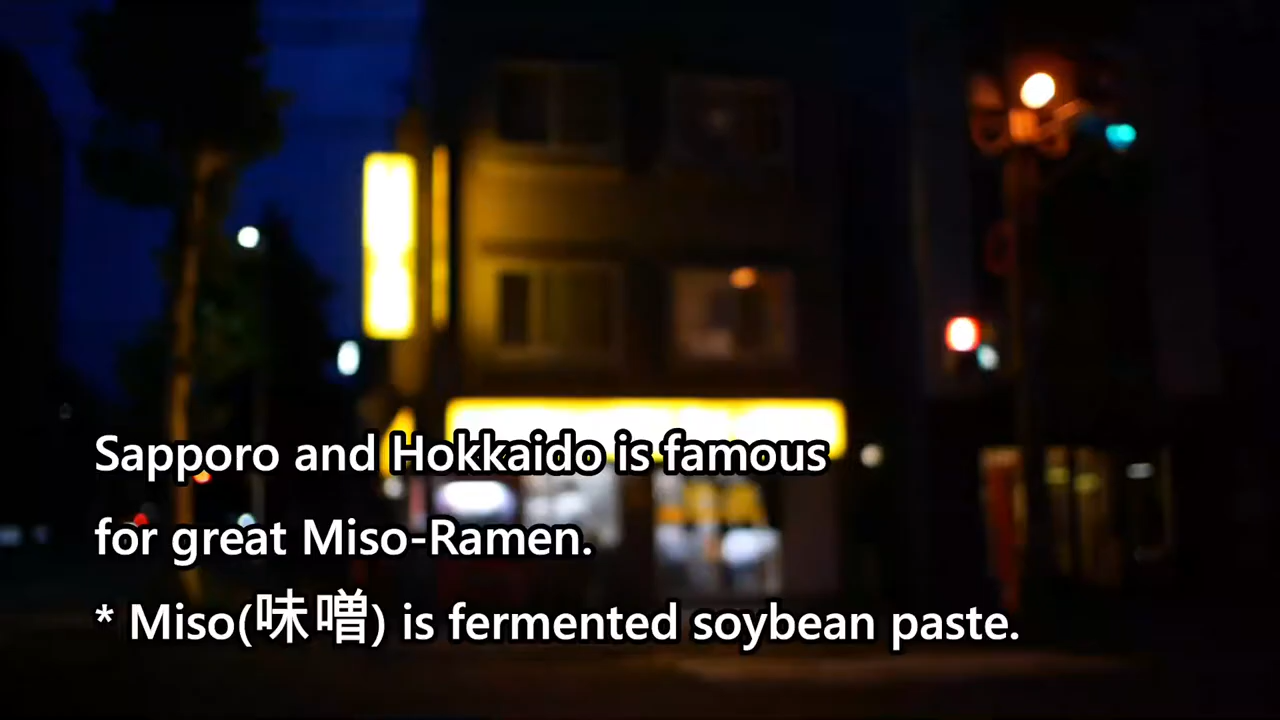 Sapporo and Hokkaido is famous
for great Miso-Ramen.
* Miso(味噌) is fermented soybean paste.